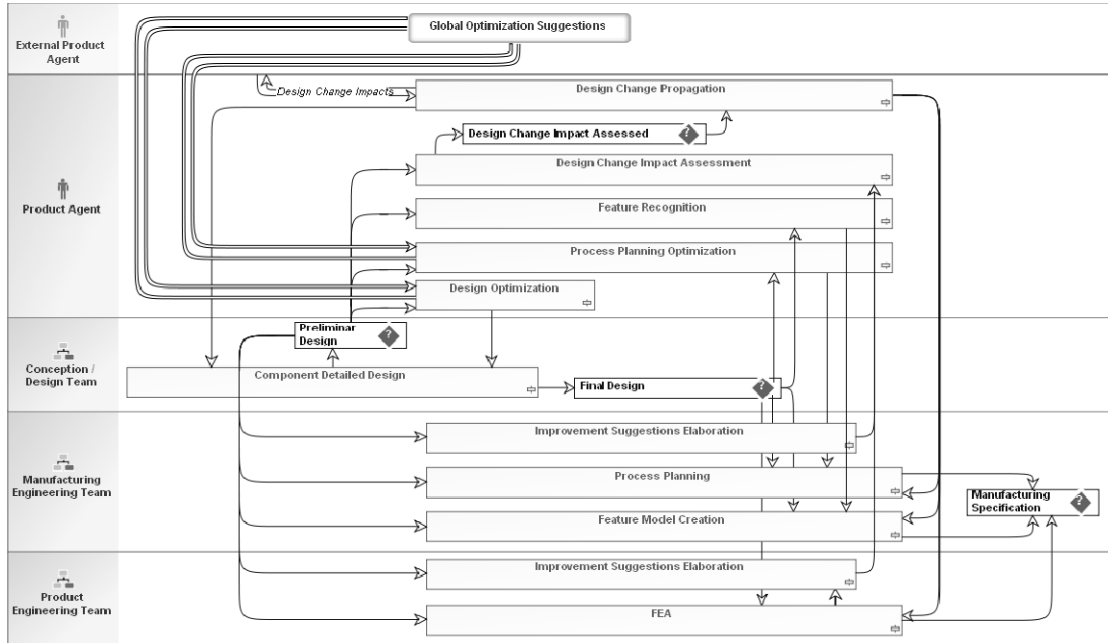 Global Optimization Suggestions
External Product
Agent
Design Change Impacts
Design Change Propagation
Design Change Impact Assessed
Design Change Impact Assessment
Product Agent
Feature Recognition
Process Planning Optimization
Design Optimization
Preliminar
Design
Conception /
Design Team
Component Detailed Design
Final Design
Improvement Suggestions Elaboration
Manufacturing
Engineering Team
Process Planning
Manufacturing
Specification
Feature Model Creation
Improvement Suggestions Elaboration
Product
Engineering Team
FEA